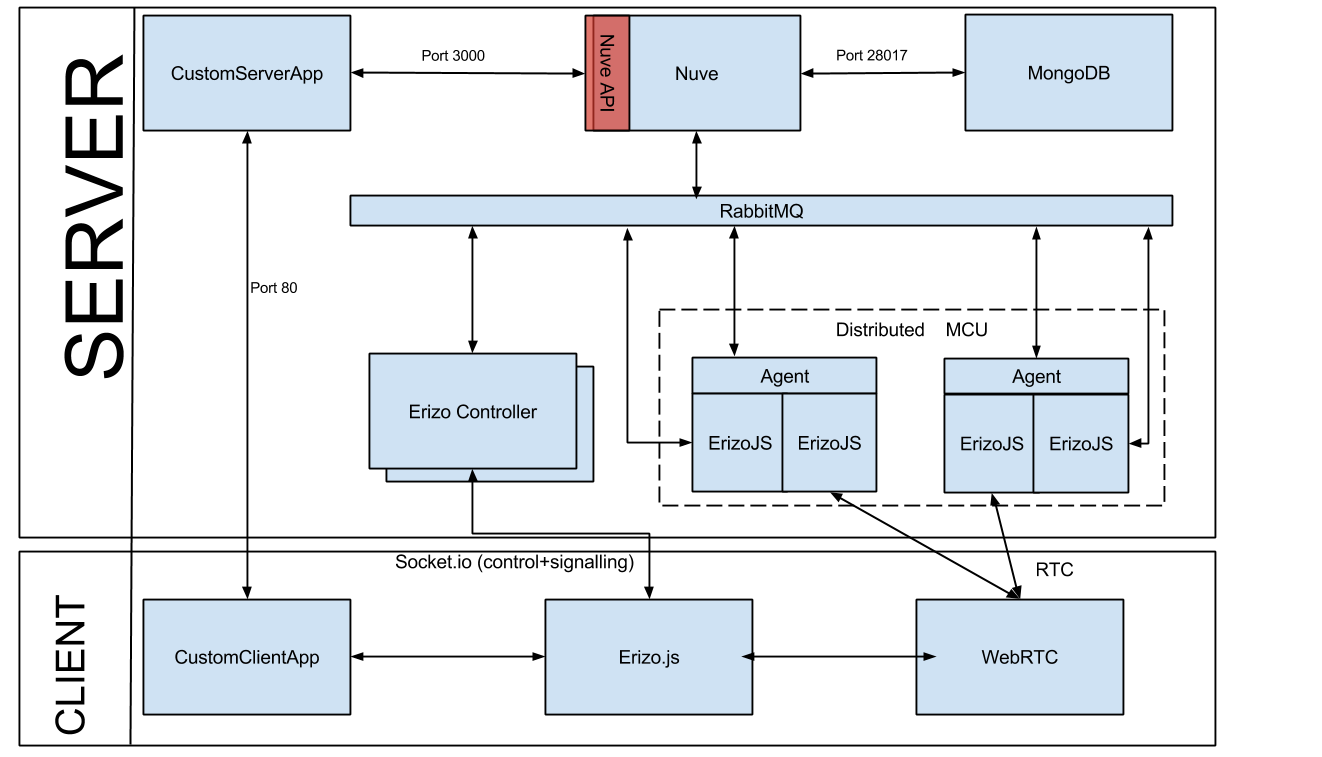 SERVER
CustomServerApp
Port 3000
Nuve API
Nuve
Port 28017
MongoDB
RabbitMQ
Port 80
Distributed MCU
Erizo Controller
Agent
ErizoJS
ErizoJS
Agent
ErizoJS
ErizoJS
Socket.io (control+signalling)
RTC
CLIENT
CustomClientApp
Erizo.js
WebRTC